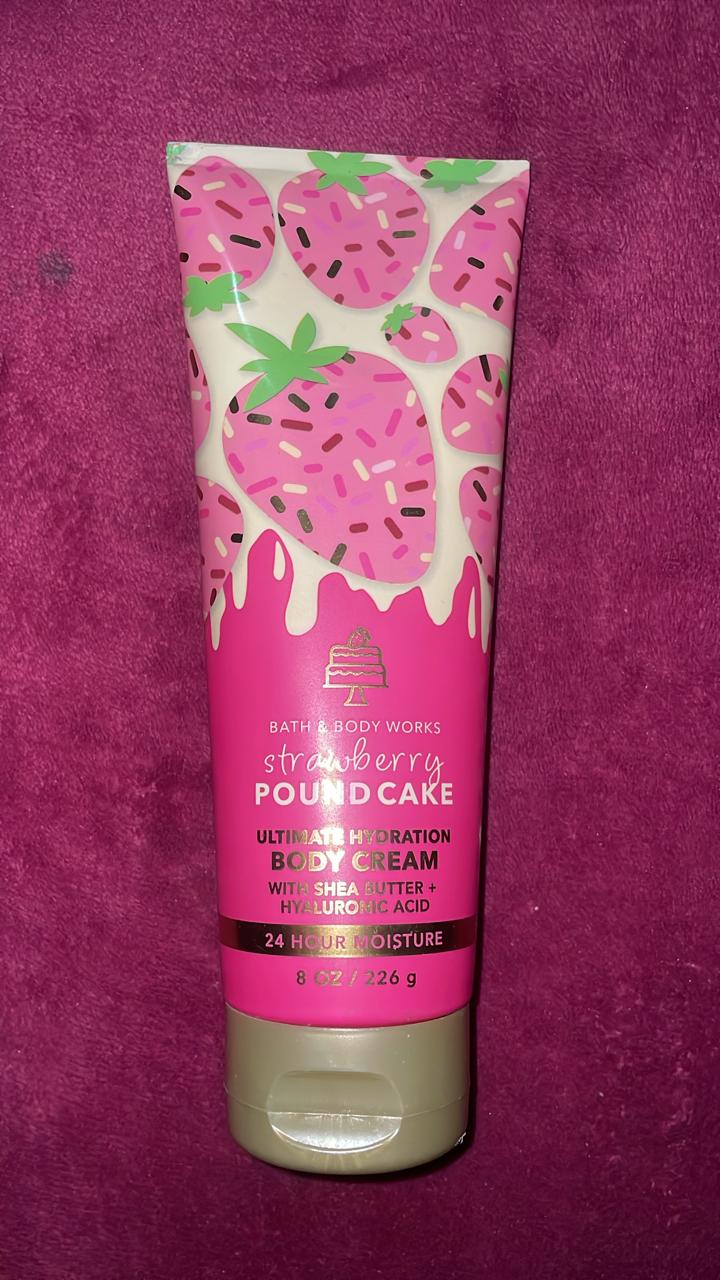 BATH & BODY WORKS
strawberry
POUND CAKE
ULTIMATE HYDRATION
BODY CREAM
WITH SHEA BUTTER +
HYALURONIC ACID
24 HOUR MOISTURE
8 OZ / 226 g